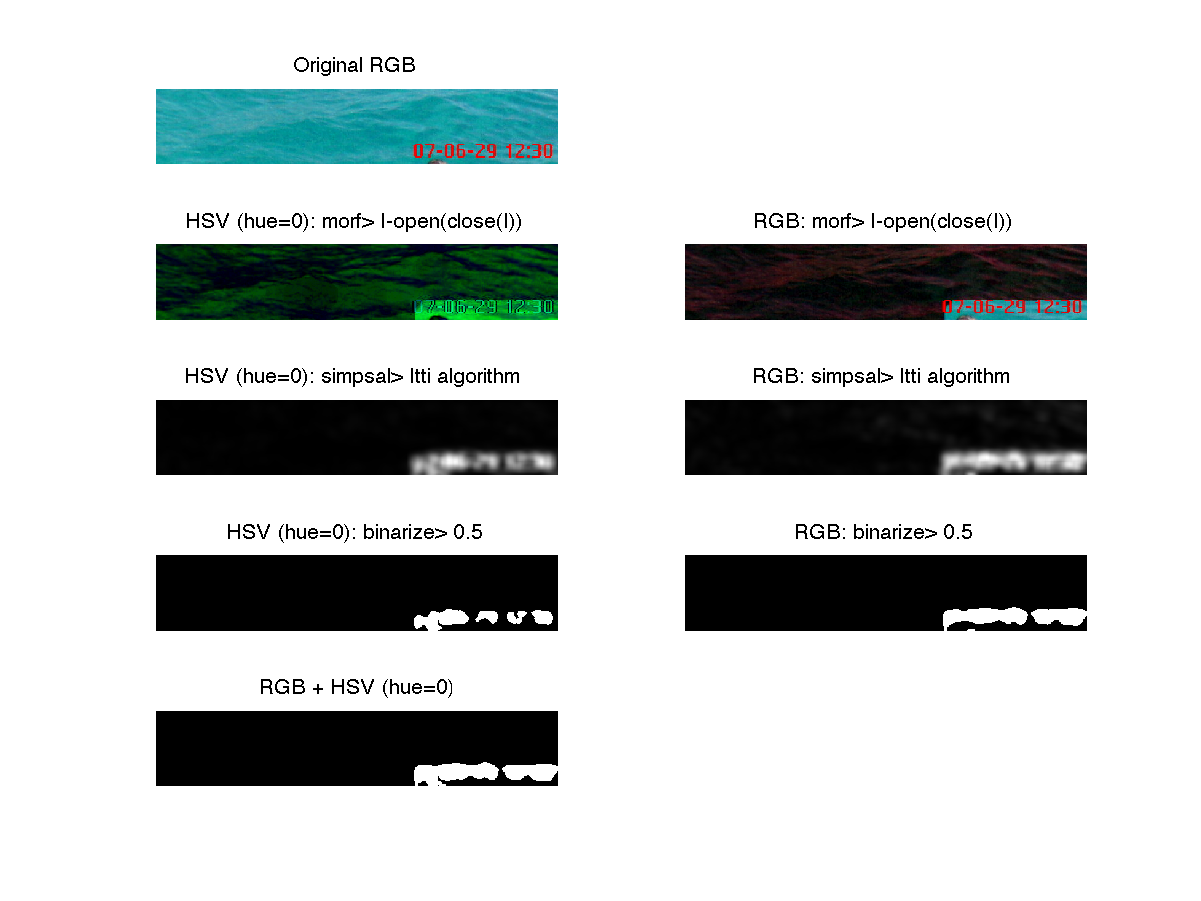 Original RGB
07-06-29 12:30
HSV (hue=0): morf> I-open(close(I))
RGB: morf> I-open(close(I))
07-06-29 12:30
07-06-29 12:30
HSV (hue=0): simpsal> Itti algorithm
RGB: simpsal> Itti algorithm
HSV (hue=0): binarize> 0.5
RGB: binarize> 0.5
RGB + HSV (hue=0)